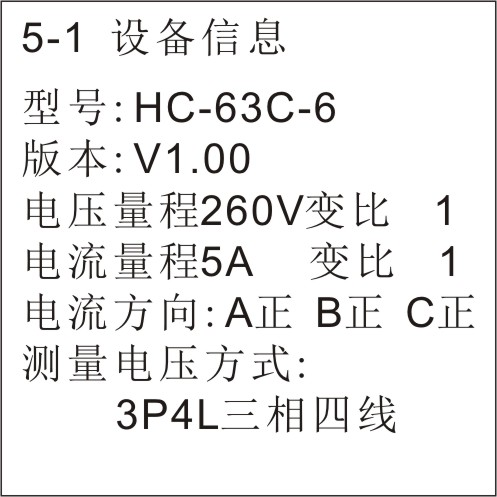 5-1 设备信息
型号:HC-63C-6
版本:V1.00
电压量程260V变比 1
电流量程5A 变比 1
电流方向:A正 B正 C正
测量电压方式:
3P4L三相四线